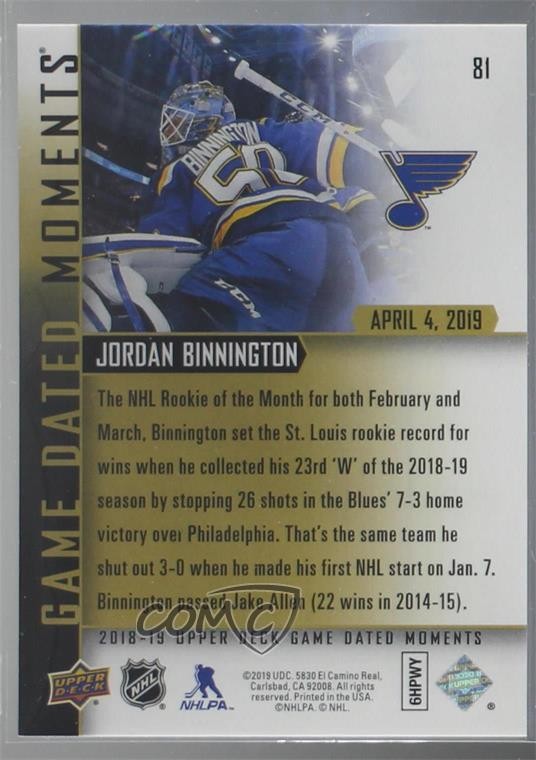 81
BINNINGTON
50
CCM
CCM
GAME DATED MOMENTS®
APRIL 4, 2019
JORDAN BINNINGTON
The NHL Rookie of the Month for both February and
March, Binnington set the St. Louis rookie record for
wins when he collected his 23rd ‘W’ of the 2018-19
season by stopping 26 shots in the Blues’ 7-3 home
victory over Philadelphia. That’s the same team he
shut out 3-0 when he made his first NHL start on Jan. 7.
Binnington passed Jake Allen (22 wins in 2014-15).
COMC
2018-19 UPPER DECK GAME DATED MOMENTS
UPPER DECK
NHL
NHLPA™
©2019 UDC. 5830 El Camino Real,
Carlsbad, CA 92008. All rights
reserved. Printed in the USA.
©NHLPA. © NHL.
6HPWY
®